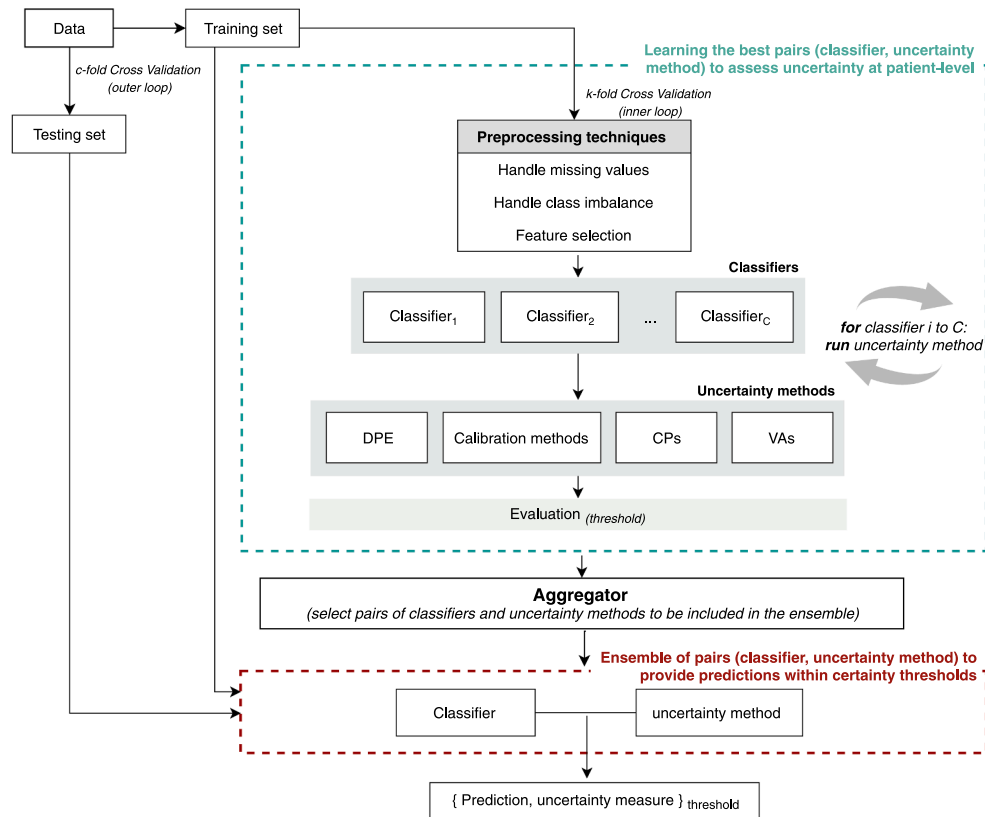 Data
Training set
c-fold Cross Validation
(outer loop)
Testing set
Learning the best pairs (classifier, uncertainty
method) to assess uncertainty at patient-level
k-fold Cross Validation
(inner loop)
Preprocessing techniques
Handle missing values
Handle class imbalance
Feature selection
Classifiers
Classifier1
Classifier2
...
ClassifierC
for classifier i to C:
run uncertainty method
Uncertainty methods
DPE
Calibration methods
CPs
VAs
Evaluation (threshold)
Aggregator
(select pairs of classifiers and uncertainty methods to be included in the ensemble)
Ensemble of pairs (classifier, uncertainty method) to
provide predictions within certainty thresholds
Classifier
uncertainty method
{ Prediction, uncertainty measure } threshold